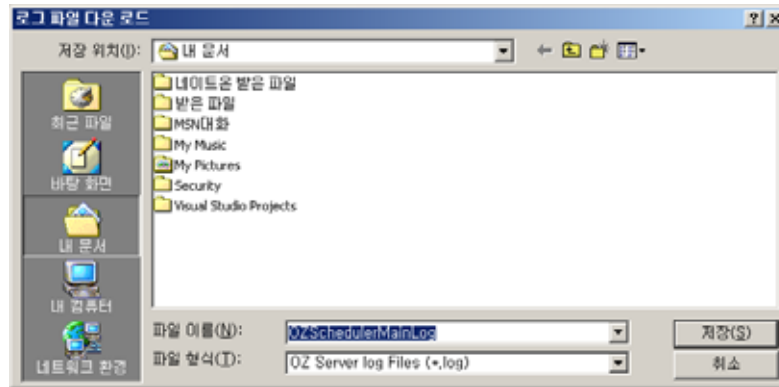 로그 파일 다운 로드
저장 위치(I): 내 문서
최근 파일
바탕 화면
내 문서
내 컴퓨터
네트워크 환경
네이트온 받은 파일
받은 파일
MSN대화
My Music
My Pictures
Security
Visual Studio Projects
파일 이름(N): OZSchedulerMainLog 저장(S)
파일 형식(T): OZ Server log Files (*.log) 취소